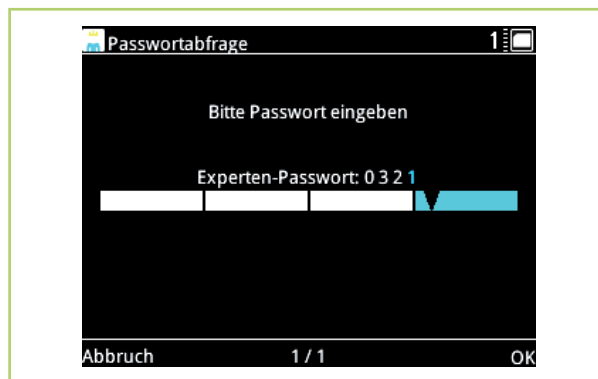 Passwortabfrage 1
Bitte Passwort eingeben
Experten-Passwort: 0 3 2 1
Abbruch 1 / 1 OK